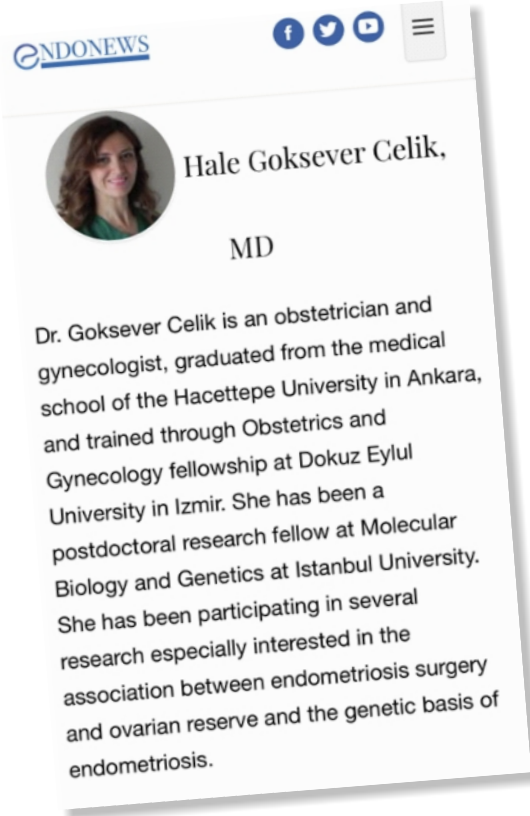 ENDONEWS
Hale Goksever Celik,
MD
Dr. Goksever Celik is an obstetrician and
gynecologist, graduated from the medical
school of the Hacettepe University in Ankara,
and trained through Obstetrics and
Gynecology fellowship at Dokuz Eylul
University in Izmir. She has been a
postdoctoral research fellow at Molecular
Biology and Genetics at Istanbul University.
She has been participating in several
research especially interested in the
association between endometriosis surgery
and ovarian reserve and the genetic basis of
endometriosis.